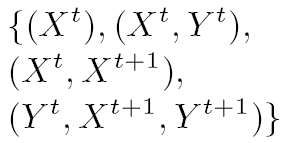 {(X^t), (X^t, Y^t),
(X^t, X^{t+1}),
(Y^t, X^{t+1}, Y^{t+1})}